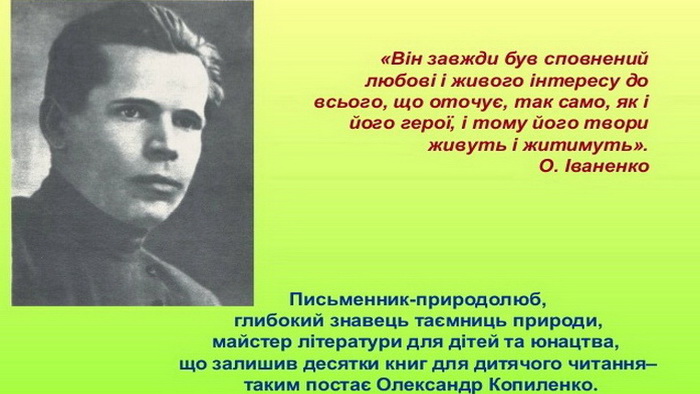 «Він завжди був сповнений
любові і живого інтересу до
всього, що оточує, так само, як і
його герої, і тому його твори
живуть і житимуть».
О. Іваненко
Письменник-природолюб,
глибокий знавець таємниць природи,
майстер літератури для дітей та юнацтва,
що залишив десятки книг для дитячого читання–
таким постає Олександр Копиленко.